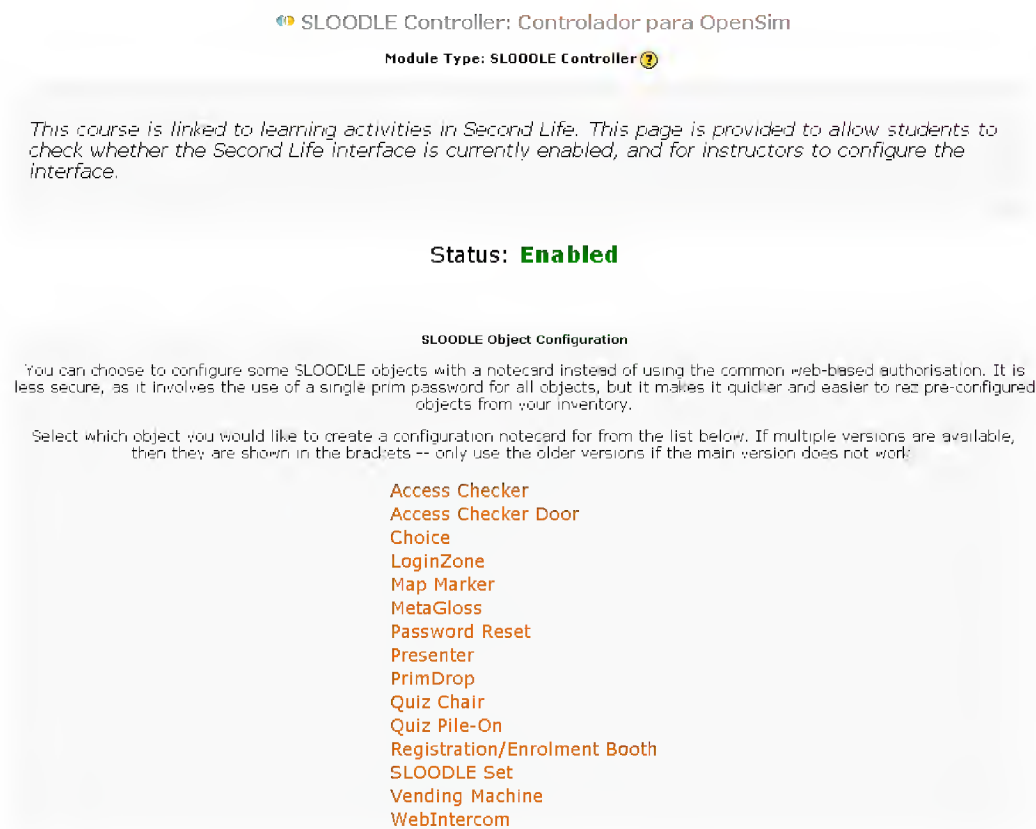 SLOODLE Controller: Controlador para OpenSim
Module Type: SLOODLE Controller ?
This course is linked to learning activities in Second Life. This page is provided to allow students to
check whether the Second Life interface is currently enabled, and for instructors to configure the
interface.
Status: Enabled
SLOODLE Object Configuration
You can choose to configure some SLOODLE objects with a notecard instead of using the common web-based authorisation. It is
less secure, as it involves the use of a single prim password for all objects, but it makes it quicker and easier to rez pre-configured
objects from your inventory.
Select which object you would like to create a configuration notecard for from the list below. If multiple versions are available,
then they are shown in the brackets -- only use the older versions if the main version does not work.
Access Checker
Access Checker Door
Choice
LoginZone
Map Marker
MetaGloss
Password Reset
Presenter
PrimDrop
Quiz Chair
Quiz Pile-On
Registration/Enrolment Booth
SLOODLE Set
Vending Machine
WebIntercom